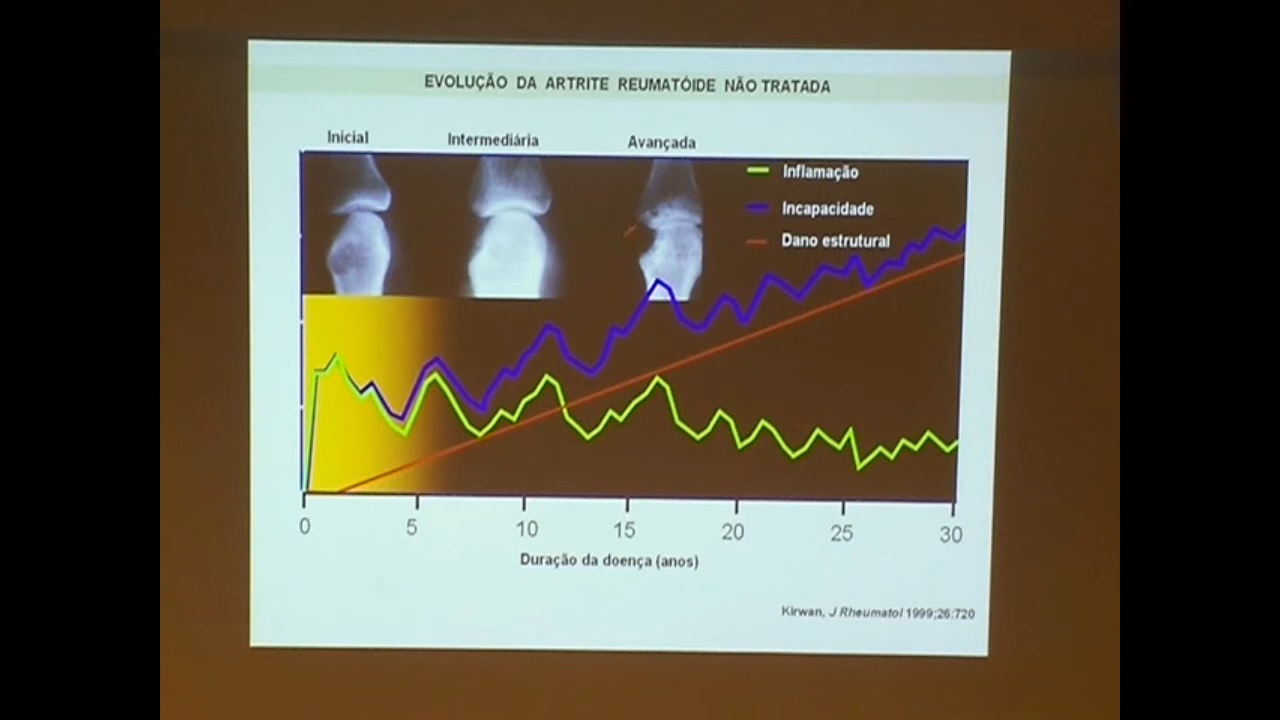 EVOLUÇÃO DA ARTRITE REUMATÓIDE NÃO TRATADA
Inicial Intermediária Avançada
Inflamação
Incapacidade
Dano estrutural
0 5 10 15 20 25 30
Duração da doença (anos)
Kirwan, J Rheumatol 1999;26:720